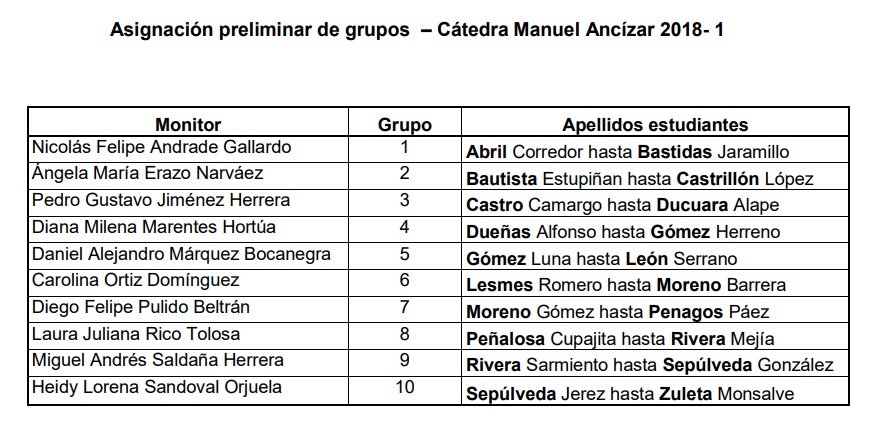 Asignación preliminar de grupos – Cátedra Manuel Ancízar 2018- 1
Monitor Grupo Apellidos estudiantes
Nicolás Felipe Andrade Gallardo 1 Abril Corredor hasta Bastidas Jaramillo
Ángela María Erazo Narváez 2 Bautista Estupiñan hasta Castrillón López
Pedro Gustavo Jiménez Herrera 3 Castro Camargo hasta Ducuara Alape
Diana Milena Marentes Hortúa 4 Dueñas Alfonso hasta Gómez Herreno
Daniel Alejandro Márquez Bocanegra 5 Gómez Luna hasta León Serrano
Carolina Ortiz Domínguez 6 Lesmes Romero hasta Moreno Barrera
Diego Felipe Pulido Beltrán 7 Moreno Gómez hasta Penagos Páez
Laura Juliana Rico Tolosa 8 Peñalosa Cupajita hasta Rivera Mejía
Miguel Andrés Saldaña Herrera 9 Rivera Sarmiento hasta Sepúlveda González
Heidy Lorena Sandoval Orjuela 10 Sepúlveda Jerez hasta Zuleta Monsalve